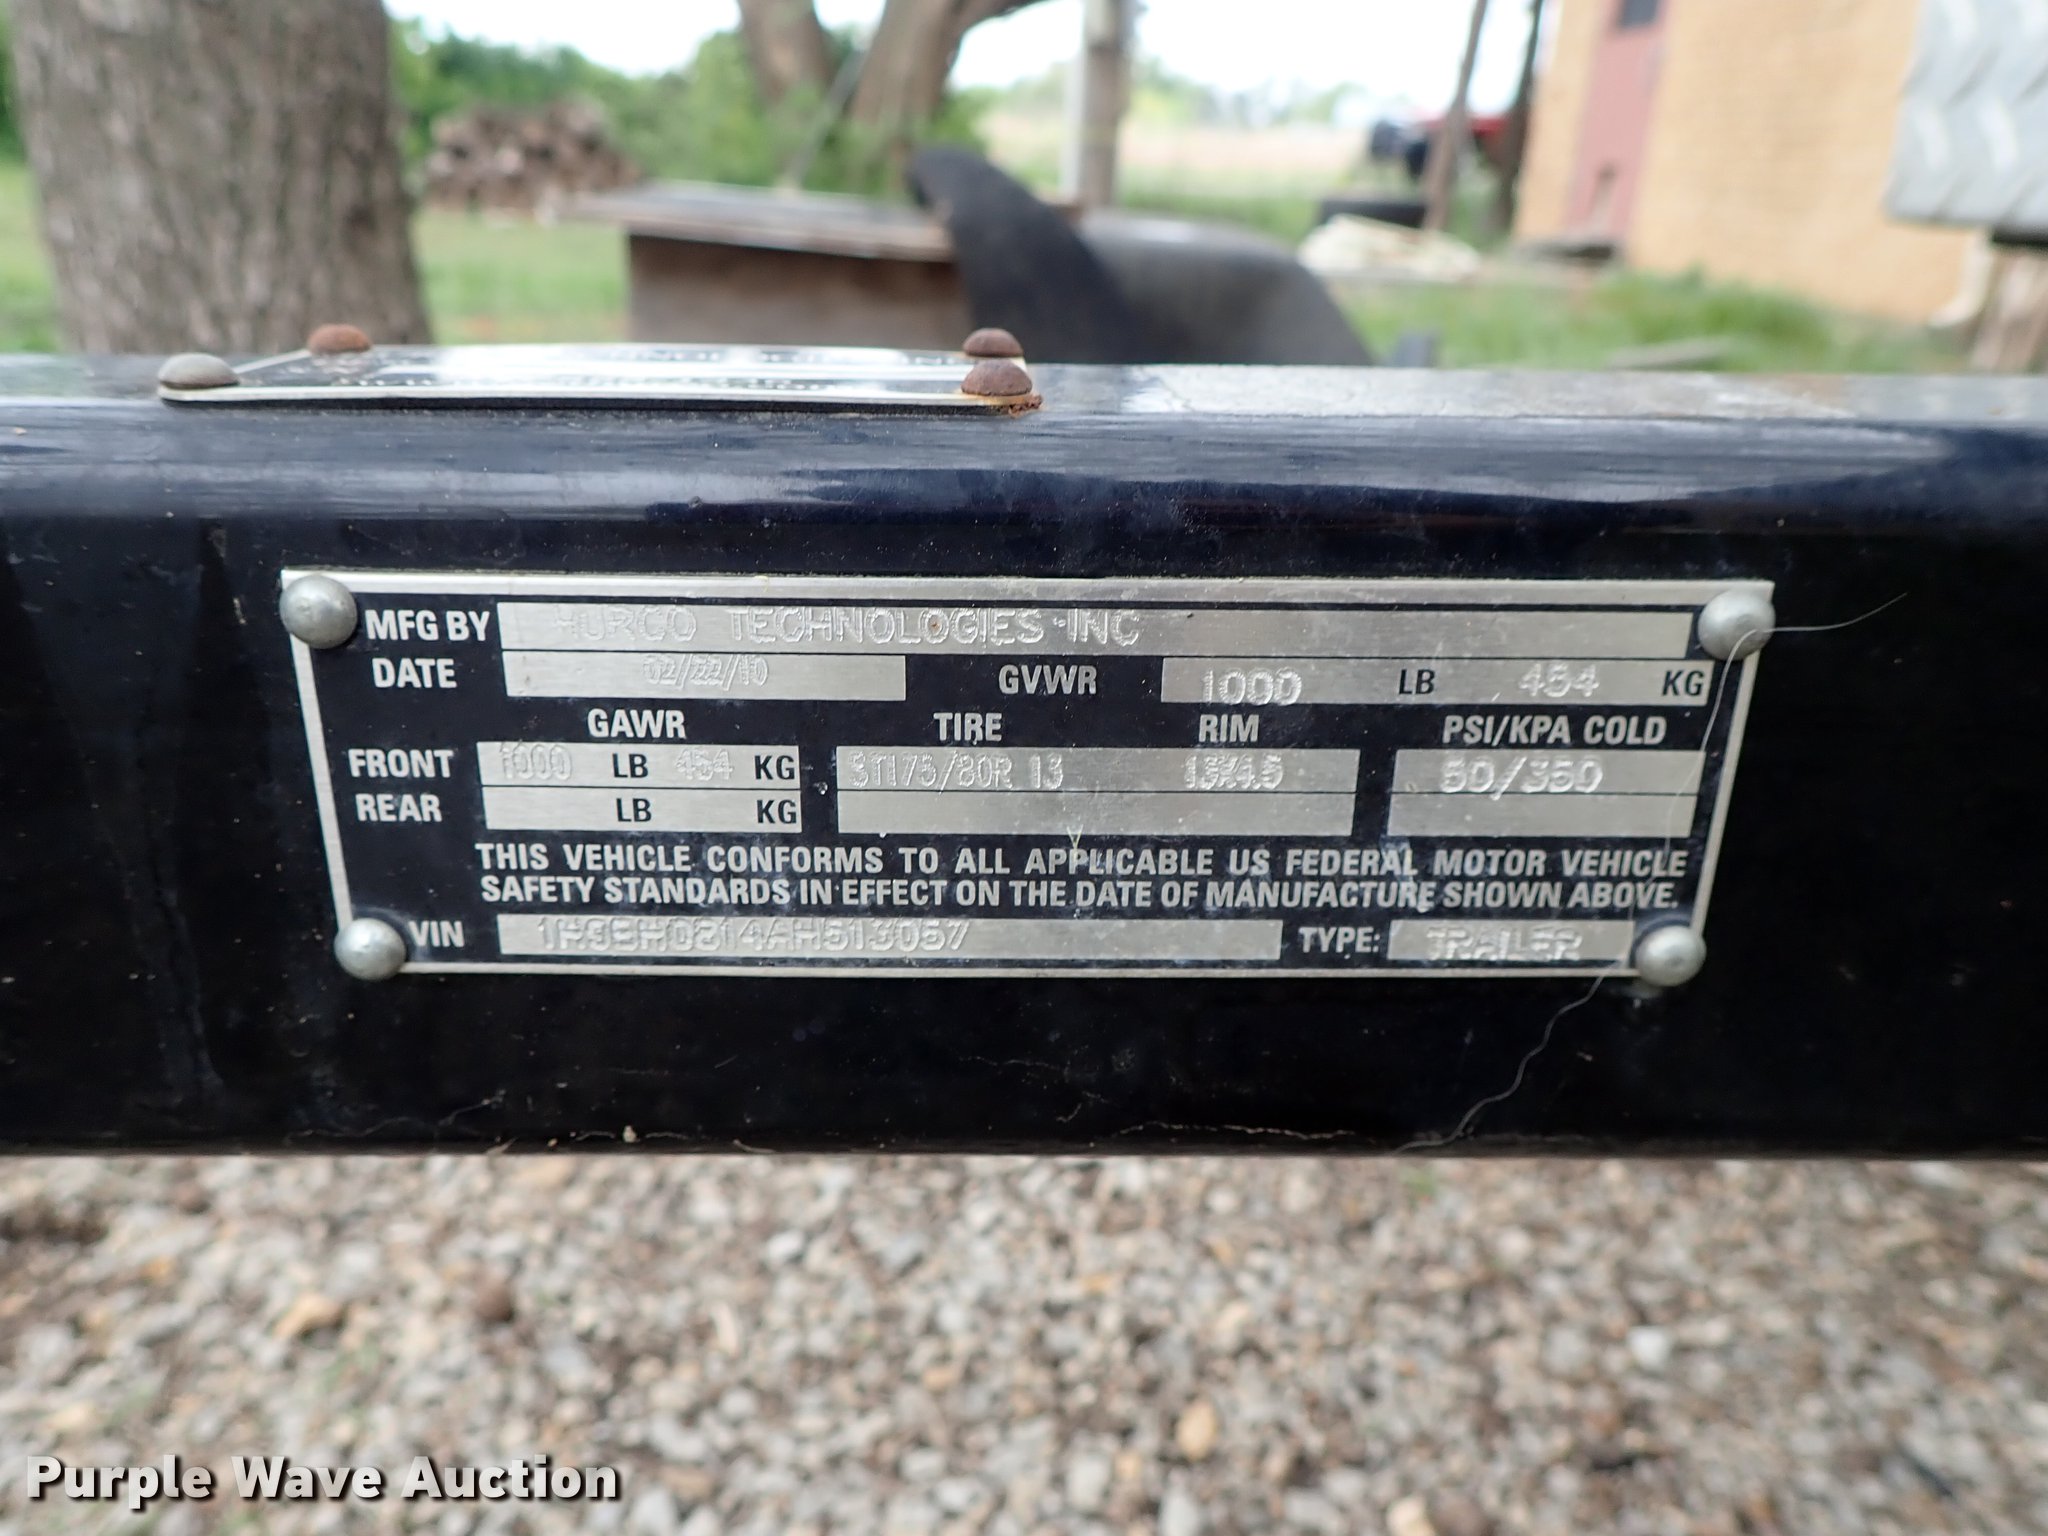 MFG BY HURCO TECHNOLOGIES INC
DATE 02/22/10 GVWR 1000 LB 454 KG
GAWR TIRE RIM PSI/KPA COLD
FRONT 1000 LB 454 KG ST175/80R 13 13X4.5 50/350
REAR LB KG
THIS VEHICLE CONFORMS TO ALL APPLICABLE US FEDERAL MOTOR VEHICLE
SAFETY STANDARDS IN EFFECT ON THE DATE OF MANUFACTURE SHOWN ABOVE.
VIN 1H9EH0214AH513057 TYPE: TRAILER
Purple Wave Auction